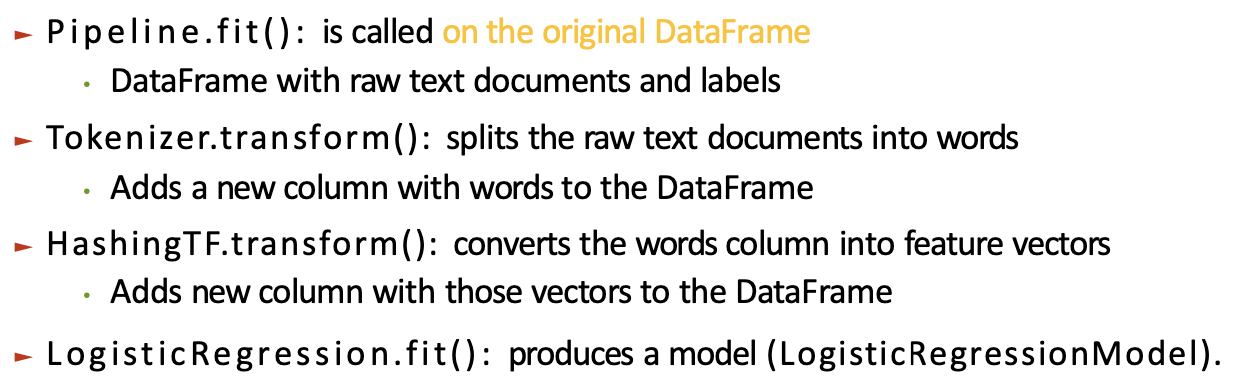 ► Pipeline.fit(): is called on the original DataFrame
• DataFrame with raw text documents and labels
► Tokenizer.transform(): splits the raw text documents into words
• Adds a new column with words to the DataFrame
► HashingTF.transform(): converts the words column into feature vectors
• Adds new column with those vectors to the DataFrame
► LogisticRegression.fit(): produces a model (LogisticRegressionModel).